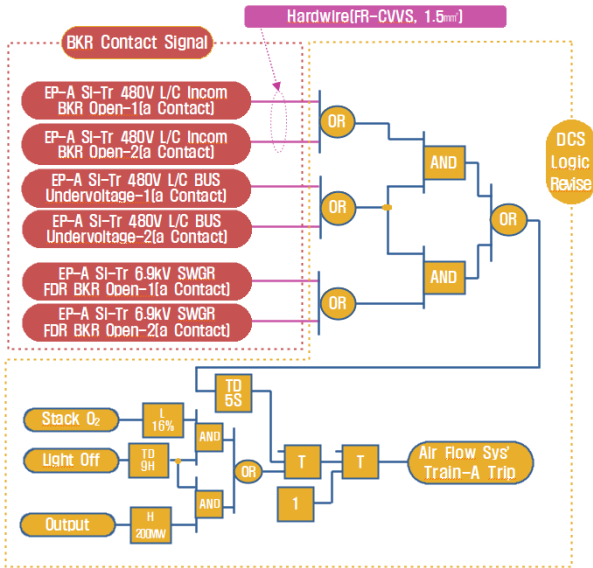 Hardwire(FR-CVVS, 1.5㎟)
BKR Contact Signal
EP-A SI-Tr 480V L/C Incom
BKR Open-1(a Contact)
EP-A SI-Tr 480V L/C Incom
BKR Open-2(a Contact)
EP-A SI-Tr 480V L/C BUS
Undervoltage-1(a Contact)
EP-A SI-Tr 480V L/C BUS
Undervoltage-2(a Contact)
EP-A SI-Tr 6.9kV SWGR
FDR BKR Open-1(a Contact)
EP-A SI-Tr 6.9kV SWGR
FDR BKR Open-2(a Contact)
OR
OR
OR
AND
AND
OR
DCS
Logic
Revise
TD
5S
Stack O₂
L
16%
Light Off
TD
9H
Output
H
200MW
AND
AND
OR
T
1
T
Air Flow Sys'
Train-A Trip